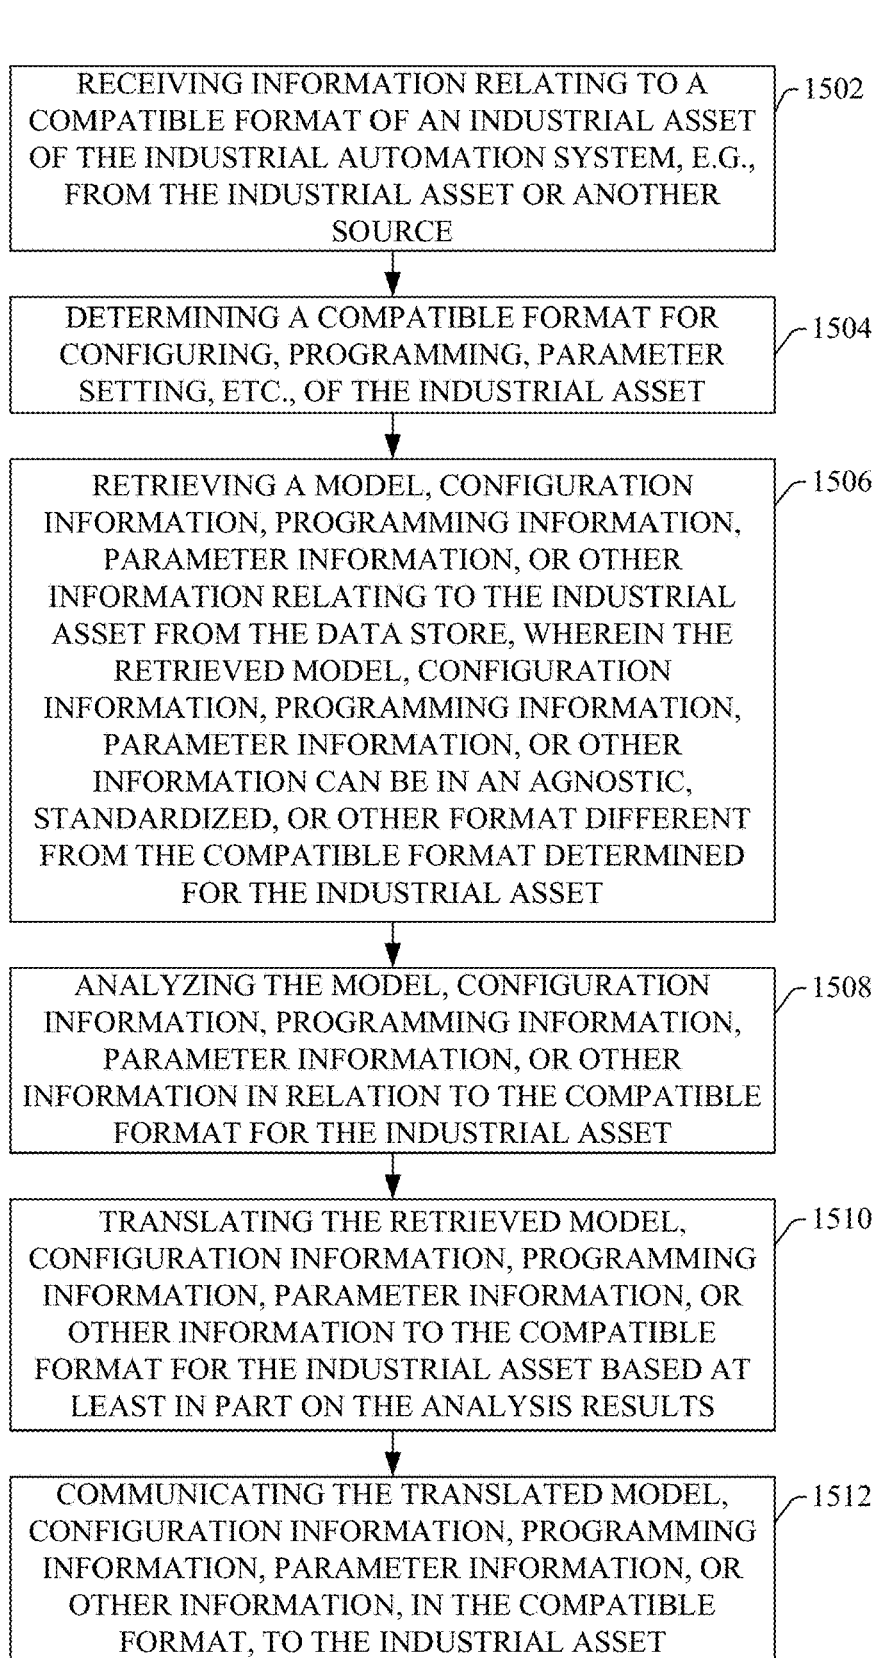 RECEIVING INFORMATION RELATING TO A
COMPATIBLE FORMAT OF AN INDUSTRIAL ASSET
OF THE INDUSTRIAL AUTOMATION SYSTEM, E.G.,
FROM THE INDUSTRIAL ASSET OR ANOTHER
SOURCE
1502
DETERMINING A COMPATIBLE FORMAT FOR
CONFIGURING, PROGRAMMING, PARAMETER
SETTING, ETC., OF THE INDUSTRIAL ASSET
1504
RETRIEVING A MODEL, CONFIGURATION
INFORMATION, PROGRAMMING INFORMATION,
PARAMETER INFORMATION, OR OTHER
INFORMATION RELATING TO THE INDUSTRIAL
ASSET FROM THE DATA STORE, WHEREIN THE
RETRIEVED MODEL, CONFIGURATION
INFORMATION, PROGRAMMING INFORMATION,
PARAMETER INFORMATION, OR OTHER
INFORMATION CAN BE IN AN AGNOSTIC,
STANDARDIZED, OR OTHER FORMAT DIFFERENT
FROM THE COMPATIBLE FORMAT DETERMINED
FOR THE INDUSTRIAL ASSET
1506
ANALYZING THE MODEL, CONFIGURATION
INFORMATION, PROGRAMMING INFORMATION,
PARAMETER INFORMATION, OR OTHER
INFORMATION IN RELATION TO THE COMPATIBLE
FORMAT FOR THE INDUSTRIAL ASSET
1508
TRANSLATING THE RETRIEVED MODEL,
CONFIGURATION INFORMATION, PROGRAMMING
INFORMATION, PARAMETER INFORMATION, OR
OTHER INFORMATION TO THE COMPATIBLE
FORMAT FOR THE INDUSTRIAL ASSET BASED AT
LEAST IN PART ON THE ANALYSIS RESULTS
1510
COMMUNICATING THE TRANSLATED MODEL,
CONFIGURATION INFORMATION, PROGRAMMING
INFORMATION, PARAMETER INFORMATION, OR
OTHER INFORMATION, IN THE COMPATIBLE
FORMAT, TO THE INDUSTRIAL ASSET
1512